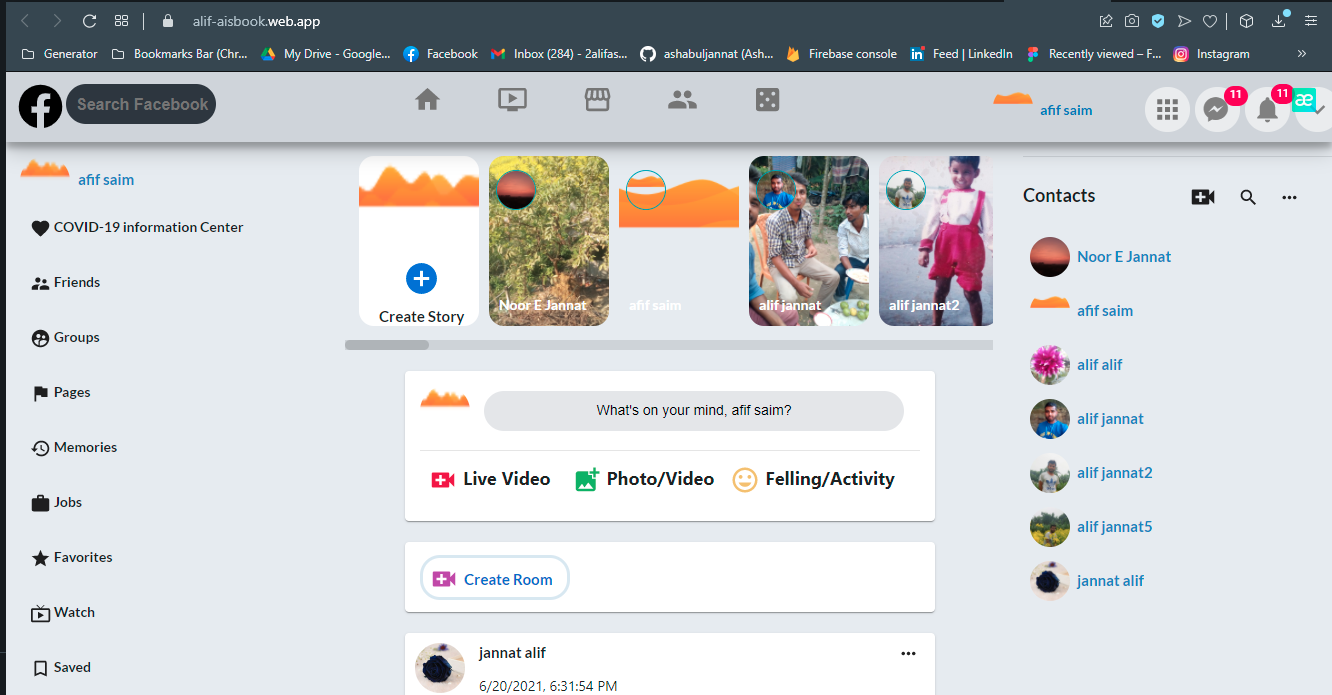 alif-aisbook.web.app
Generator
Bookmarks Bar (Chr...
My Drive - Google...
Facebook
Inbox (284) - 2alifas...
ashabuljannat (Ash...
Firebase console
Feed | LinkedIn
Recently viewed – F...
Instagram
»
Search Facebook
afif saim
11
11
æ
afif saim
COVID-19 information Center
Friends
Groups
Pages
Memories
Jobs
Favorites
Watch
Saved
Create Story
Noor E Jannat
afif saim
alif jannat
alif jannat2
What's on your mind, afif saim?
Live Video
Photo/Video
Felling/Activity
Create Room
jannat alif
6/20/2021, 6:31:54 PM
Contacts
Noor E Jannat
afif saim
alif alif
alif jannat
alif jannat2
alif jannat5
jannat alif